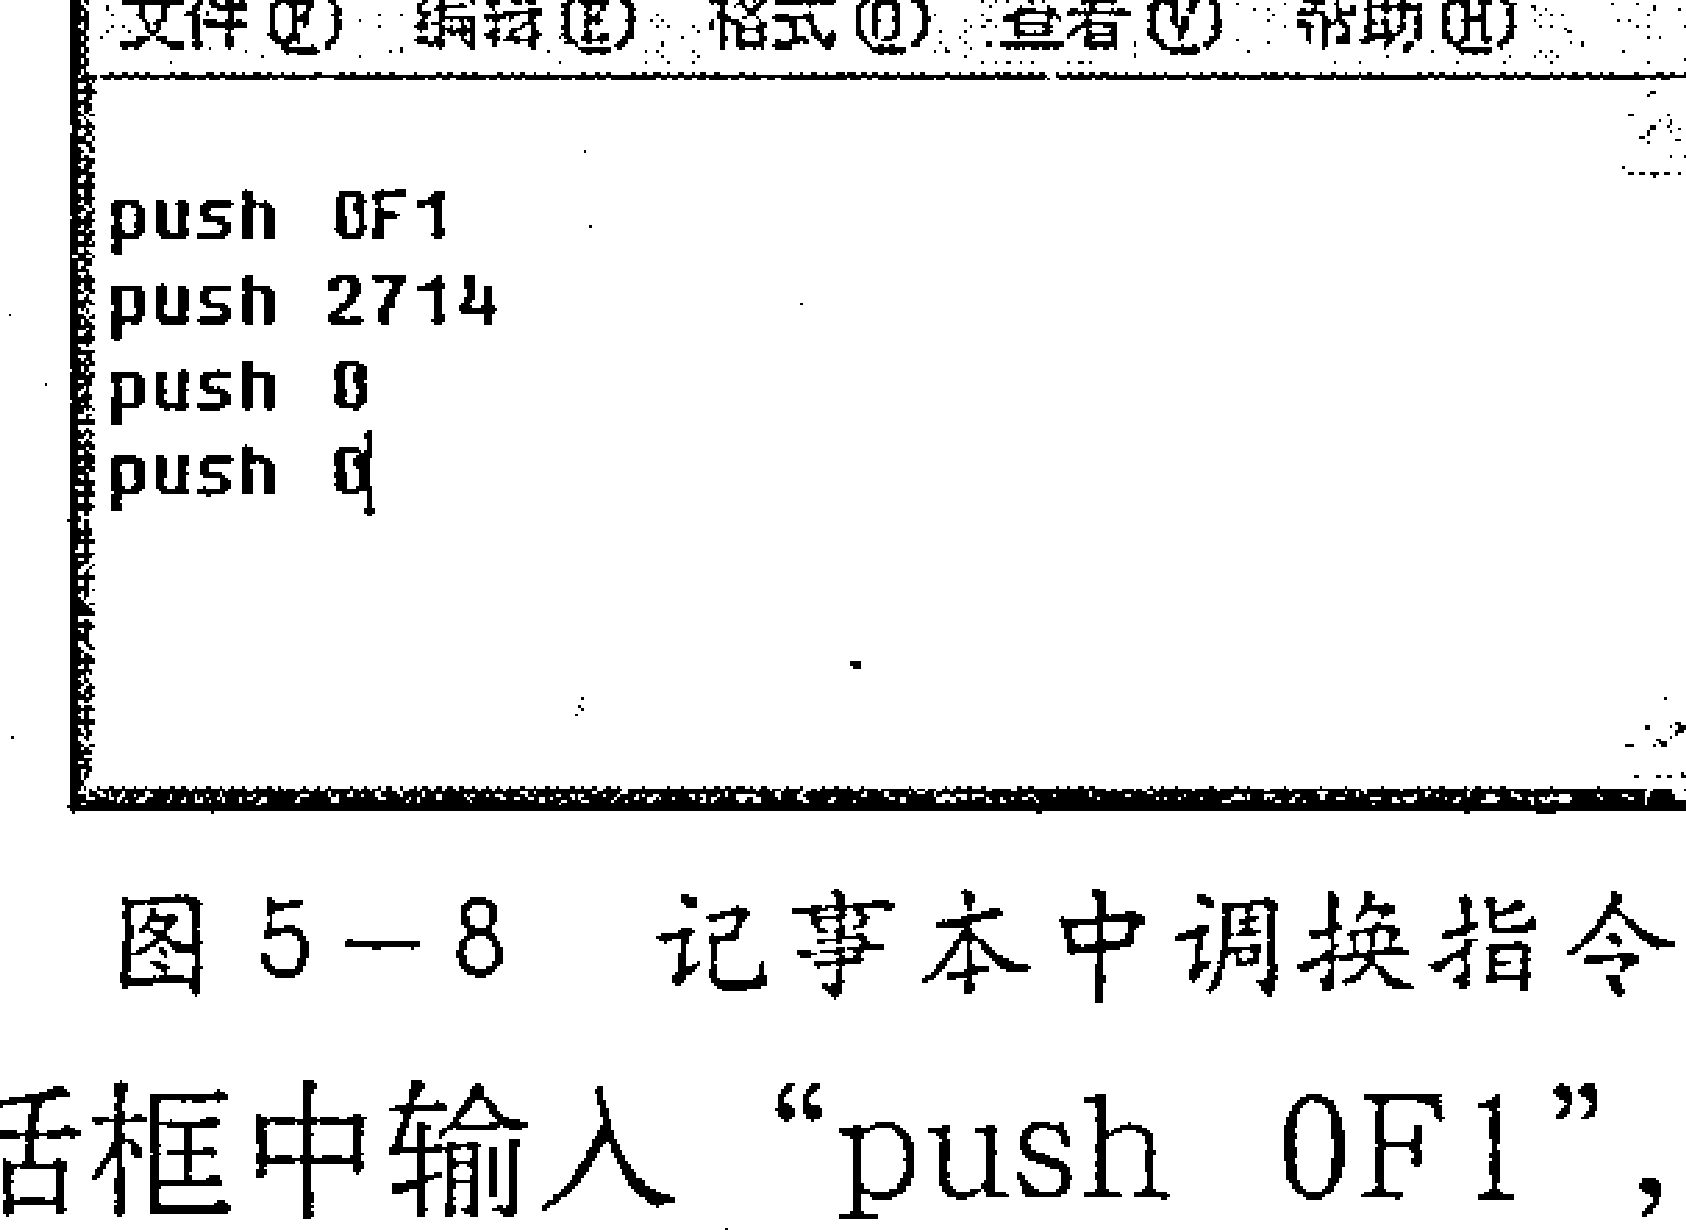 文件(F) 编辑(E) 格式(O) 查看(V) 帮助(H)
push 0F1
push 2714
push 0
push 0
图 5－8 记事本中调换指令
话框中输入 “push 0F1”,